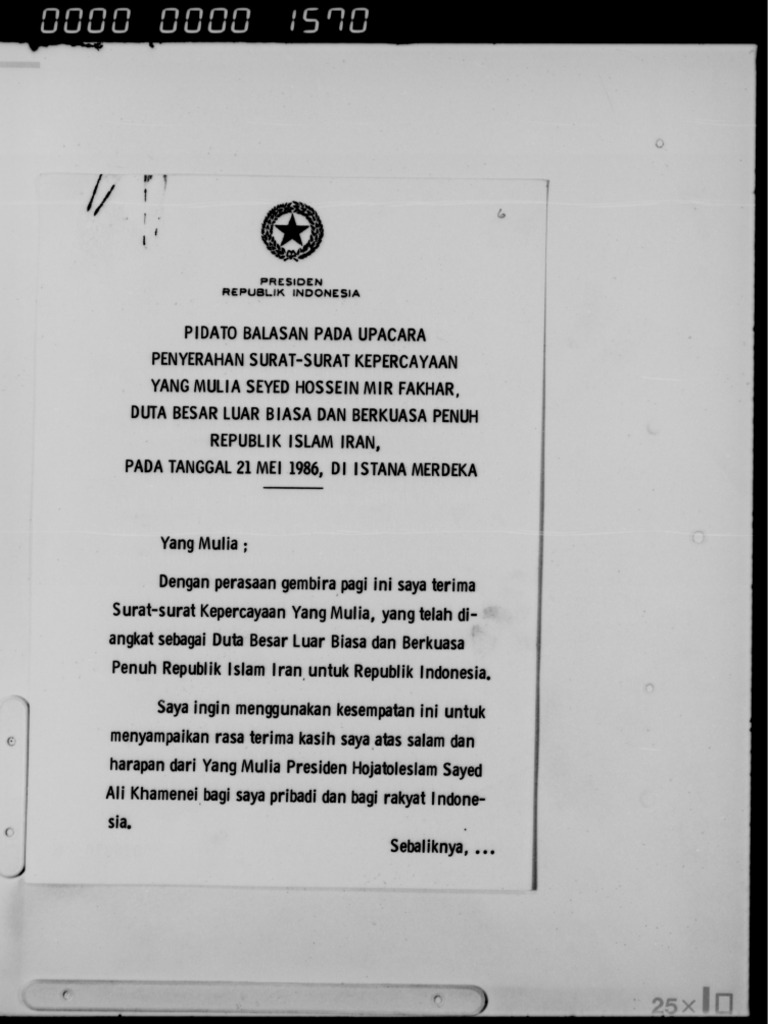 0000 0000 1570
6
PRESIDEN
REPUBLIK INDONESIA
PIDATO BALASAN PADA UPACARA
PENYERAHAN SURAT-SURAT KEPERCAYAAN
YANG MULIA SEYED HOSSEIN MIR FAKHAR,
DUTA BESAR LUAR BIASA DAN BERKUASA PENUH
REPUBLIK ISLAM IRAN,
PADA TANGGAL 21 MEI 1986, DI ISTANA MERDEKA
Yang Mulia ;
Dengan perasaan gembira pagi ini saya terima
Surat-surat Kepercayaan Yang Mulia, yang telah di-
angkat sebagai Duta Besar Luar Biasa dan Berkuasa
Penuh Republik Islam Iran untuk Republik Indonesia.
Saya ingin menggunakan kesempatan ini untuk
menyampaikan rasa terima kasih saya atas salam dan
harapan dari Yang Mulia Presiden Hojatoleslam Sayed
Ali Khamenei bagi saya pribadi dan bagi rakyat Indone-
sia.
Sebaliknya, ...
25×